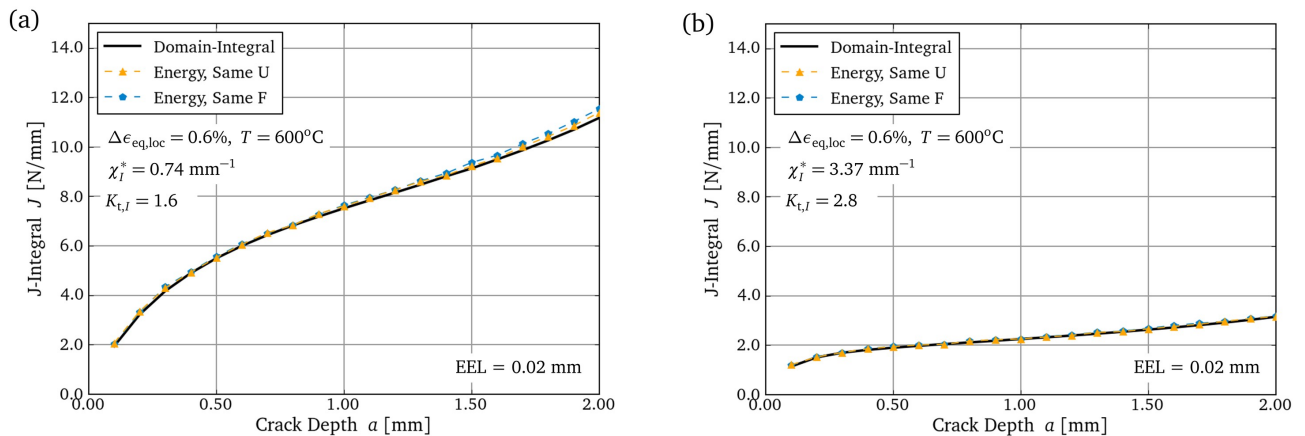 (a)
14.0
12.0
10.0
8.0
6.0
4.0
2.0
0.0
J-Integral J [N/mm]
Domain-Integral
Energy, Same U
Energy, Same F
Δϵeq,loc = 0.6%, T = 600°C
χ*I = 0.74 mm⁻¹
Kt,I = 1.6
EEL = 0.02 mm
0.00 0.50 1.00 1.50 2.00
Crack Depth a [mm]
(b)
14.0
12.0
10.0
8.0
6.0
4.0
2.0
0.0
J-Integral J [N/mm]
Domain-Integral
Energy, Same U
Energy, Same F
Δϵeq,loc = 0.6%, T = 600°C
χ*I = 3.37 mm⁻¹
Kt,I = 2.8
EEL = 0.02 mm
0.00 0.50 1.00 1.50 2.00
Crack Depth a [mm]